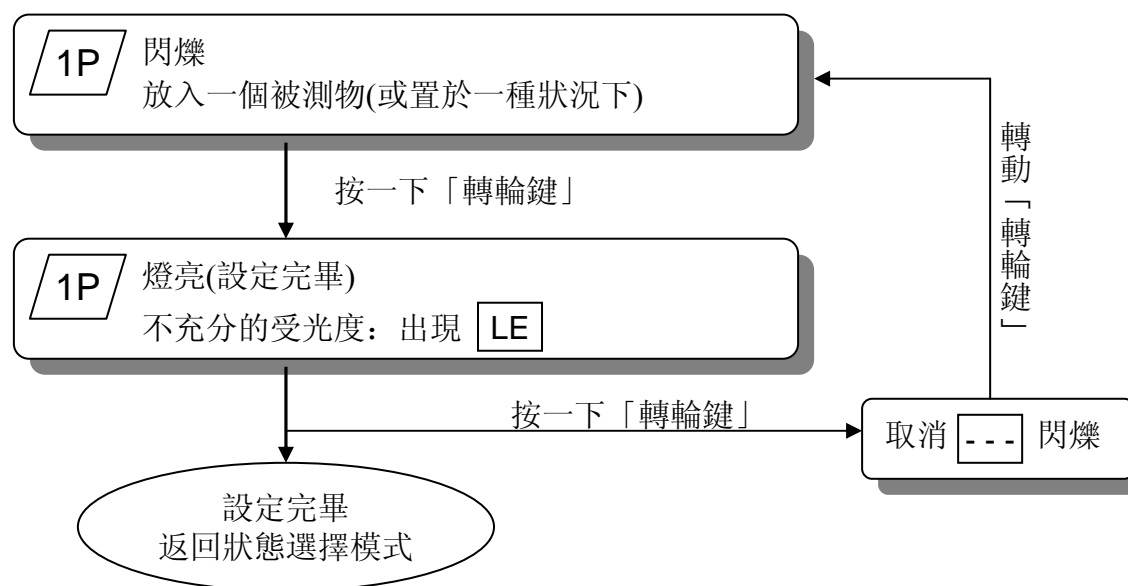 1P
閃爍
放入一個被測物(或置於一種狀況下)
按一下「轉輪鍵」
1P
燈亮(設定完畢)
不充分的受光度：出現 LE
按一下「轉輪鍵」
取消 --- 閃爍
轉動「轉輪鍵」
設定完畢
返回狀態選擇模式